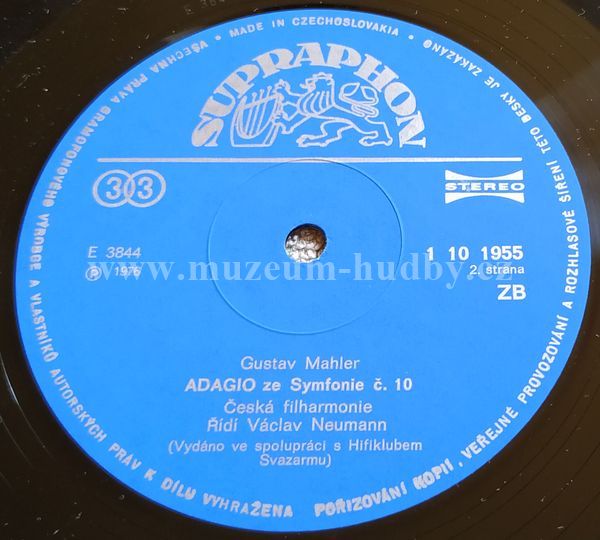 MADE IN CZECHOSLOVAKIA • VŠECHNA PRÁVA GRAMOFONOVÉHO VÝROBCE A VLASTNÍKŮ AUTORSKÝCH PRÁV K DÍLU VYHRAŽENA POŘIZOVÁNÍ KOPIÍ, VEŘEJNÉ PROVOZOVÁNÍ A ROZHLASOVÉ ŠÍŘENÍ TÉTO DESKY JE ZAKÁZÁNO
SUPRAPHON
33
STEREO
E 3844
1 10 1955
℗ 1976
2. strana
www.muzeum-hudby.cz
ZB
Gustav Mahler
ADAGIO ze Symfonie č. 10
Česká filharmonie
Řídí Václav Neumann
(Vydáno ve spolupráci s Hifiklubem
Svazarmu)